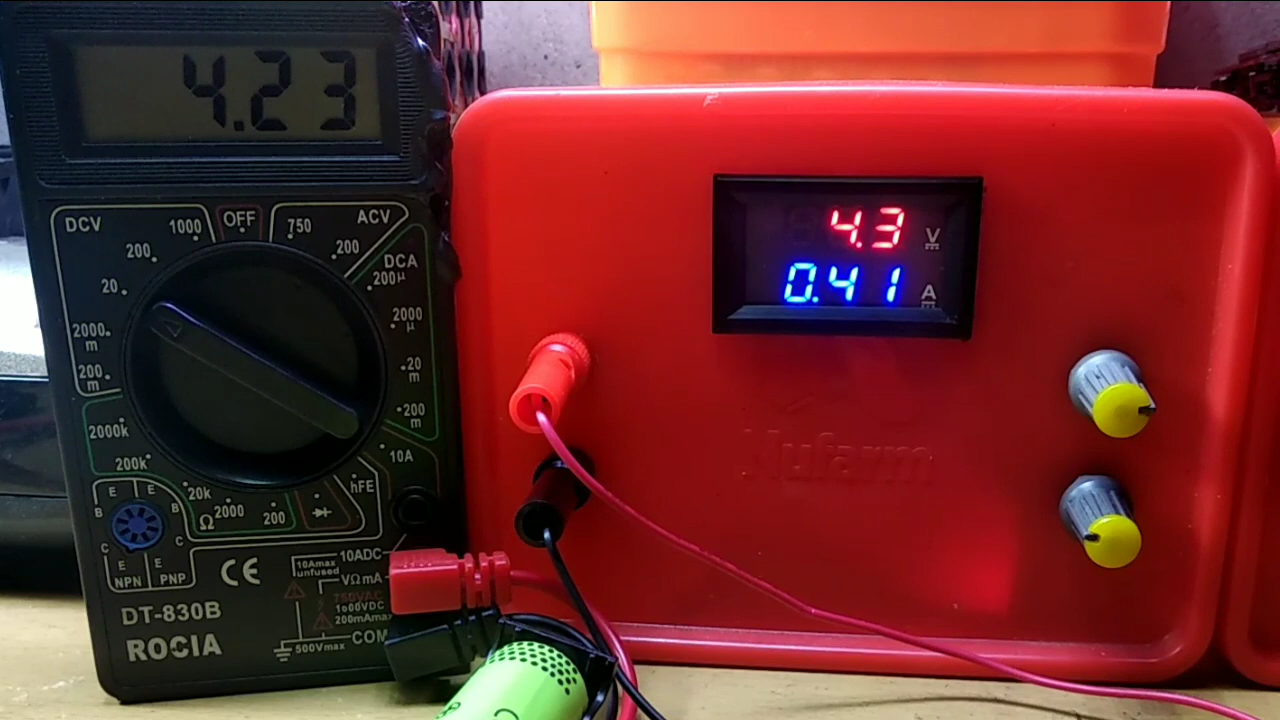 4.23
DCV 1000 OFF 750 ACV
200 200 DCA
200µ
20
2000
µ
2000
m
20
m
200
m
200
m
2000k
10A
200k
hFE
20k
Ω 2000 200
E E
B B
C C
E E
NPN PNP
CE
10Amax
unfused
10ADC
VΩmA
750VAC
1000VDC
200mAmax
COM
500Vmax
DT-830B
ROCIA
4.3 V
0.41 A
Nufarm